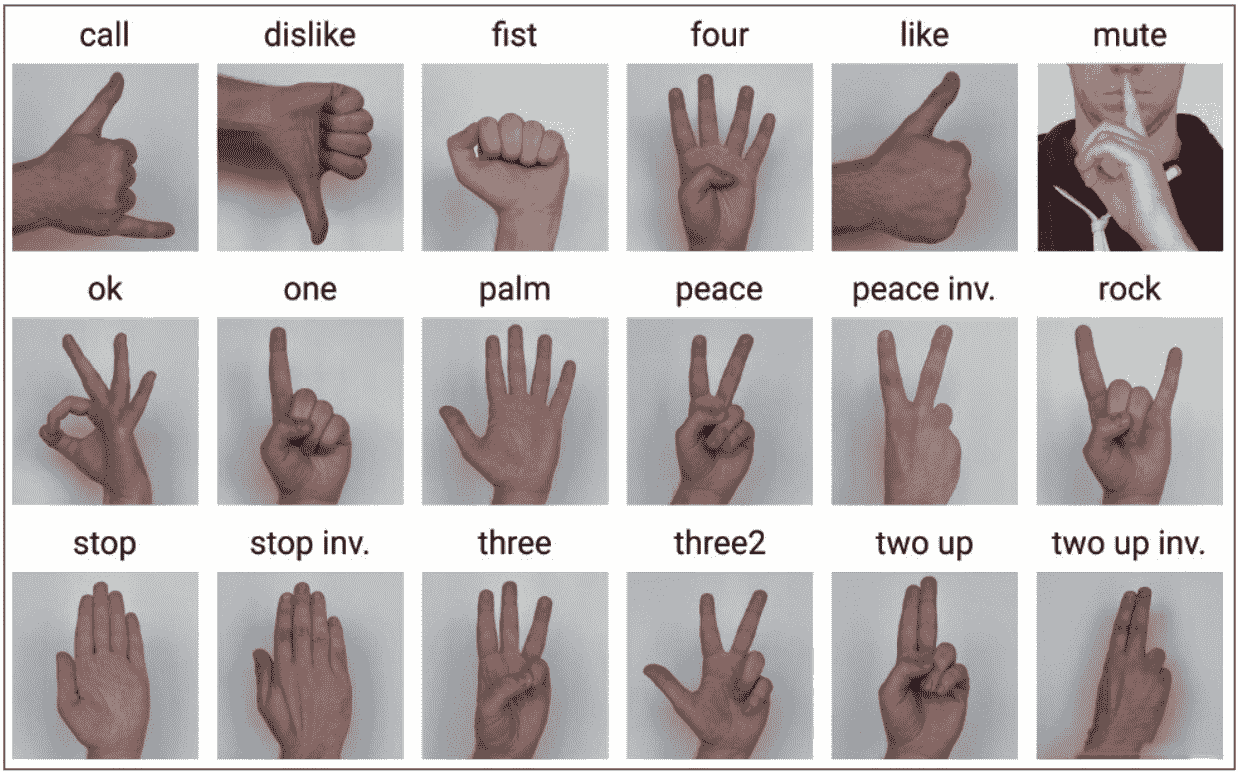 call dislike fist four like mute
ok one palm peace peace inv. rock
stop stop inv. three three2 two up two up inv.